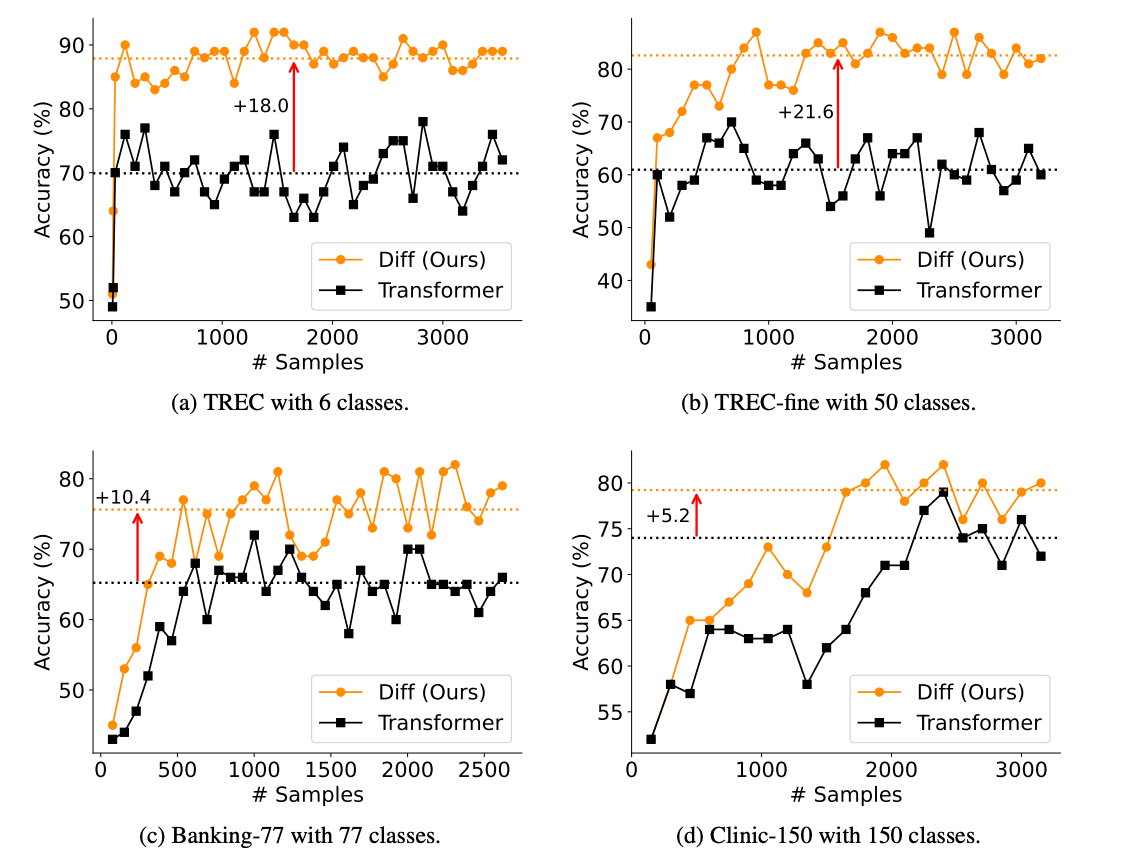 90
80
70
60
50
Accuracy (%)
+18.0
Diff (Ours)
Transformer
0 1000 2000 3000
# Samples
(a) TREC with 6 classes.
80
70
60
50
40
Accuracy (%)
+21.6
Diff (Ours)
Transformer
0 1000 2000 3000
# Samples
(b) TREC-fine with 50 classes.
80
70
60
50
Accuracy (%)
+10.4
Diff (Ours)
Transformer
0 500 1000 1500 2000 2500
# Samples
(c) Banking-77 with 77 classes.
80
75
70
65
60
55
Accuracy (%)
+5.2
Diff (Ours)
Transformer
0 1000 2000 3000
# Samples
(d) Clinic-150 with 150 classes.